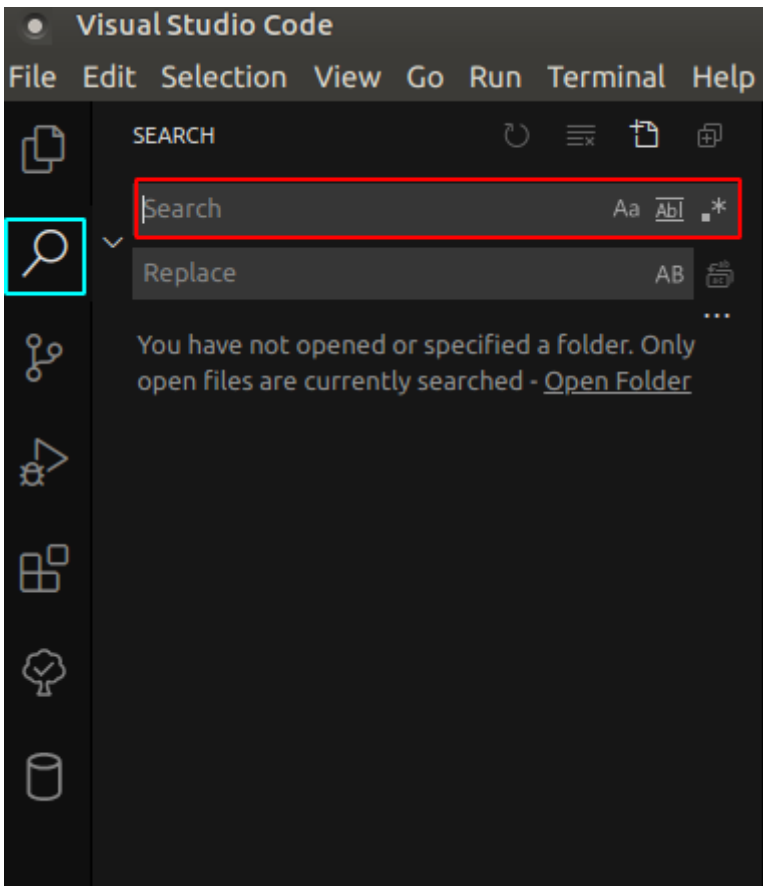 Visual Studio Code
File Edit Selection View Go Run Terminal Help
SEARCH
Search Aa Abl .*
Replace AB
You have not opened or specified a folder. Only
open files are currently searched - Open Folder